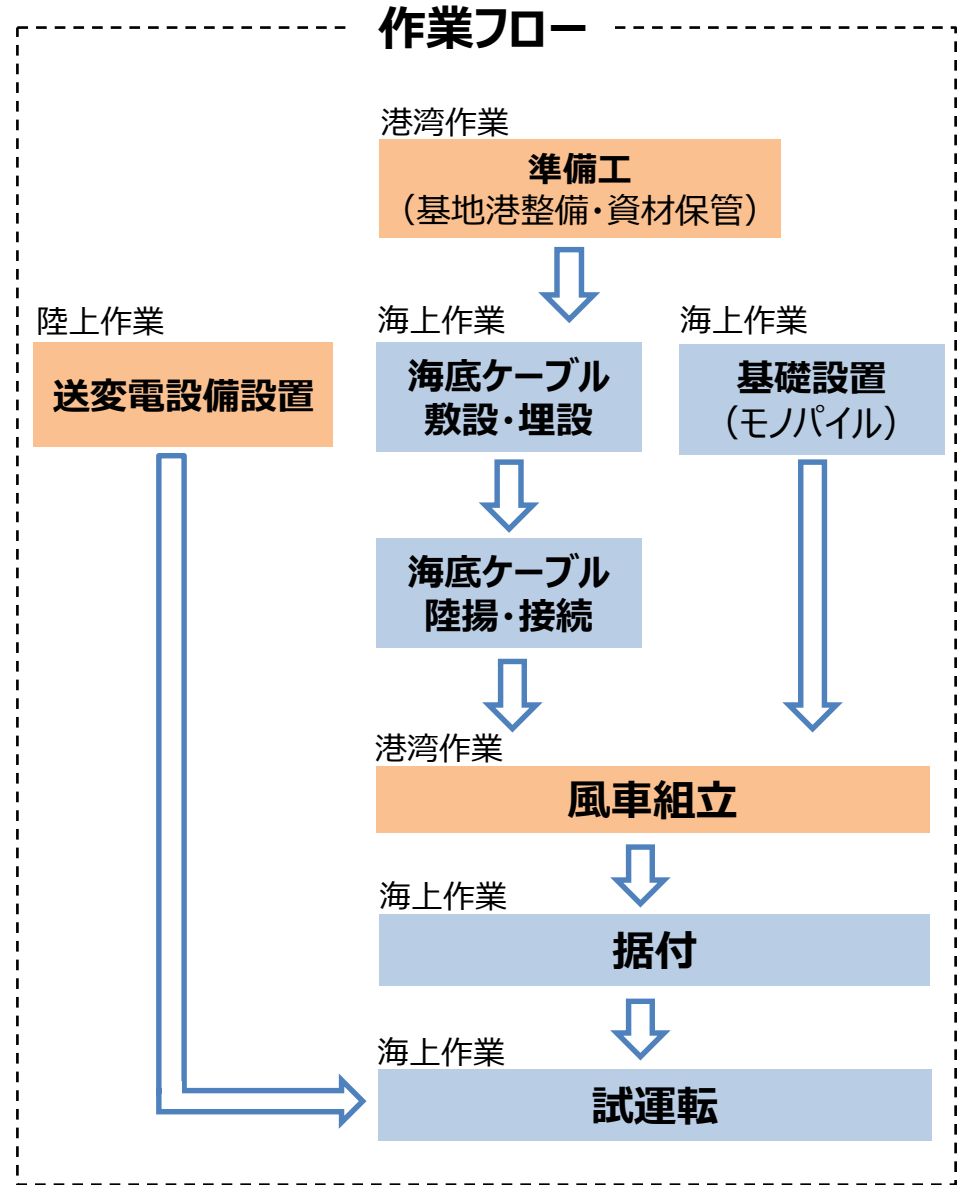 作業フロー
港湾作業
準備工
（基地港整備・資材保管）
陸上作業
送変電設備設置
海上作業
海底ケーブル
敷設・埋設
海上作業
基礎設置
（モノパイル）
海底ケーブル
陸揚・接続
港湾作業
風車組立
海上作業
据付
海上作業
試運転